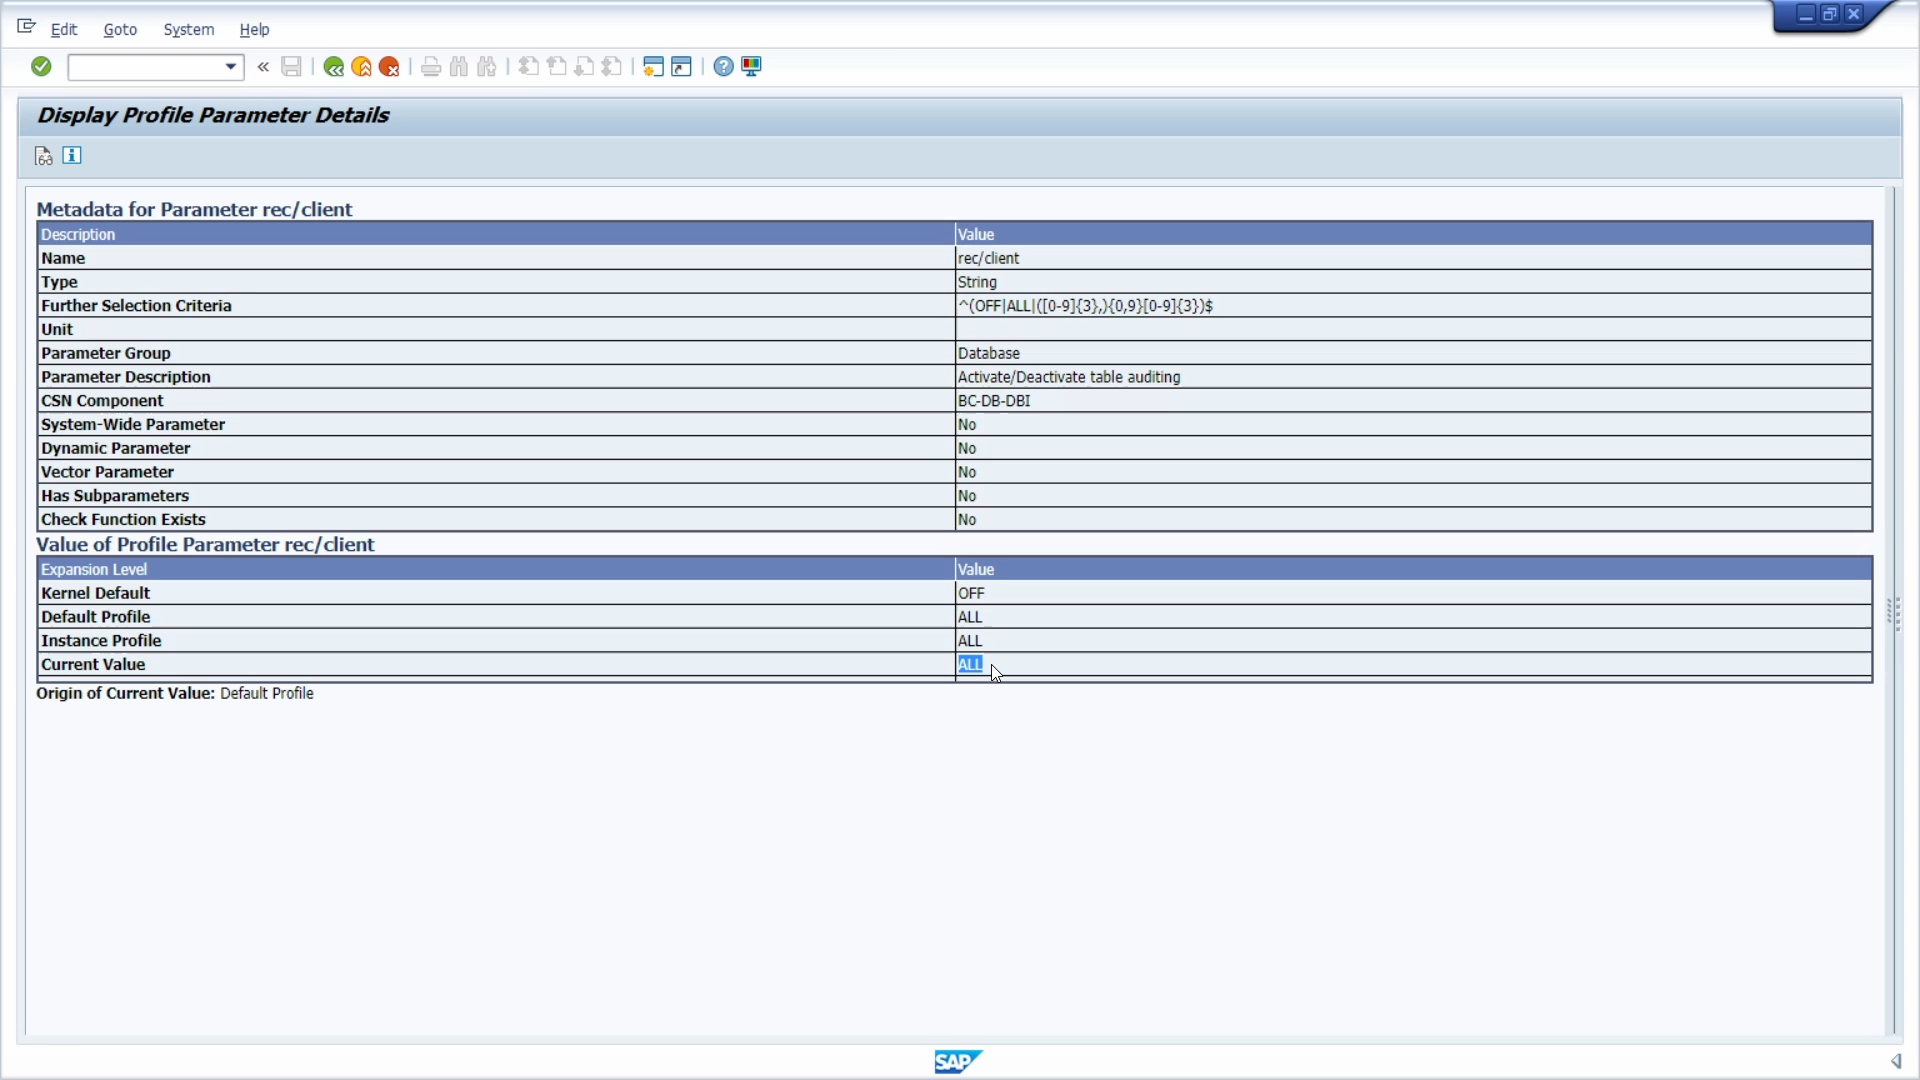 Edit Goto System Help
Display Profile Parameter Details
Metadata for Parameter rec/client
Description Value
Name rec/client
Type String
Further Selection Criteria ^(OFF|ALL|([0-9]{3},){0,9}[0-9]{3})$
Unit
Parameter Group Database
Parameter Description Activate/Deactivate table auditing
CSN Component BC-DB-DBI
System-Wide Parameter No
Dynamic Parameter No
Vector Parameter No
Has Subparameters No
Check Function Exists No
Value of Profile Parameter rec/client
Expansion Level Value
Kernel Default OFF
Default Profile ALL
Instance Profile ALL
Current Value ALL
Origin of Current Value: Default Profile
SAP